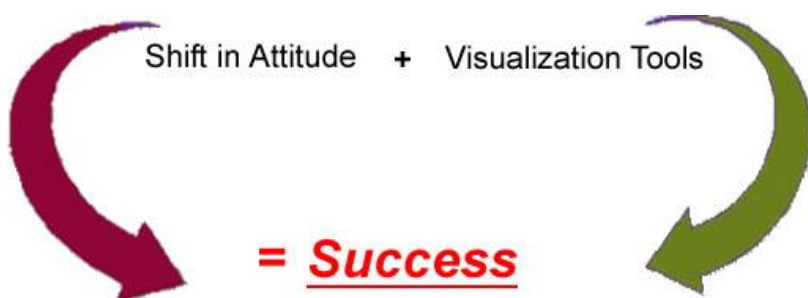 Shift in Attitude + Visualization Tools
= Success